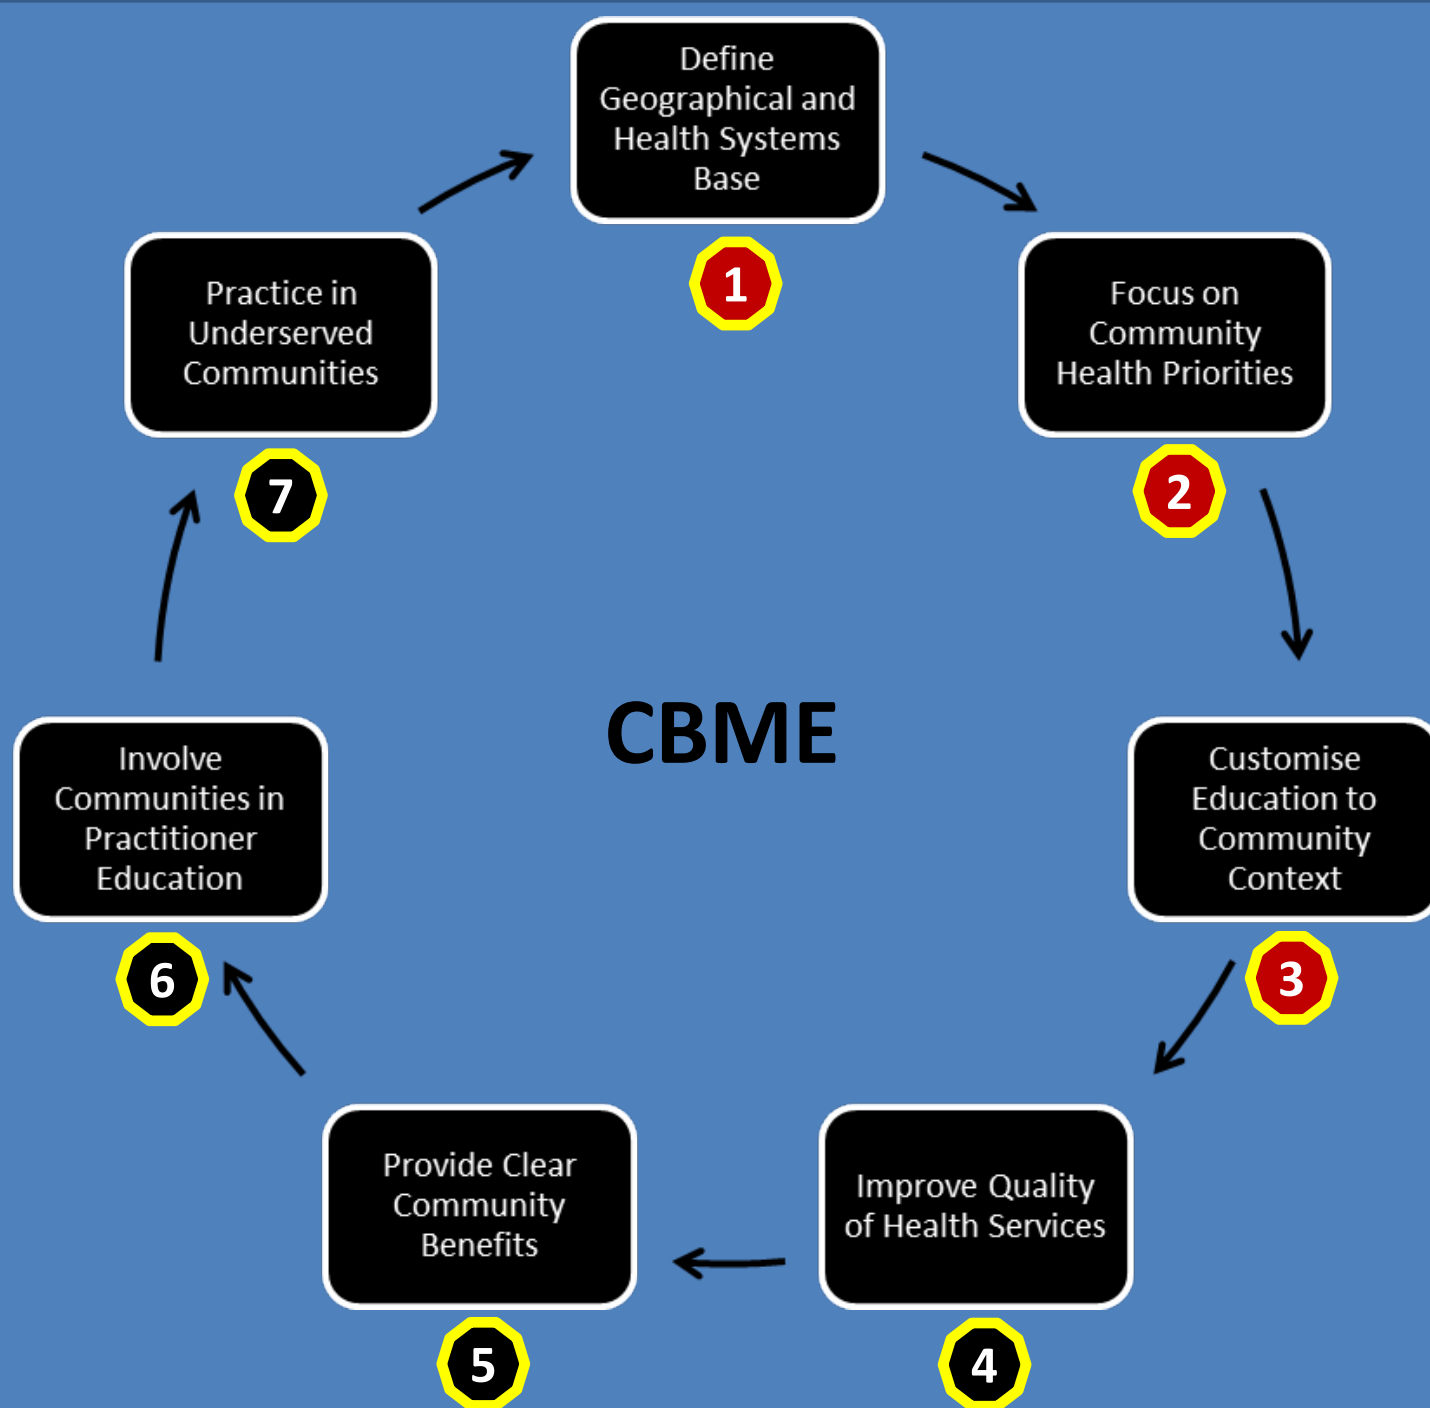 Define
Geographical and
Health Systems
Base
1
Focus on
Community
Health Priorities
2
Customise
Education to
Community
Context
3
Improve Quality
of Health Services
4
Provide Clear
Community
Benefits
5
Involve
Communities in
Practitioner
Education
6
Practice in
Underserved
Communities
7
CBME